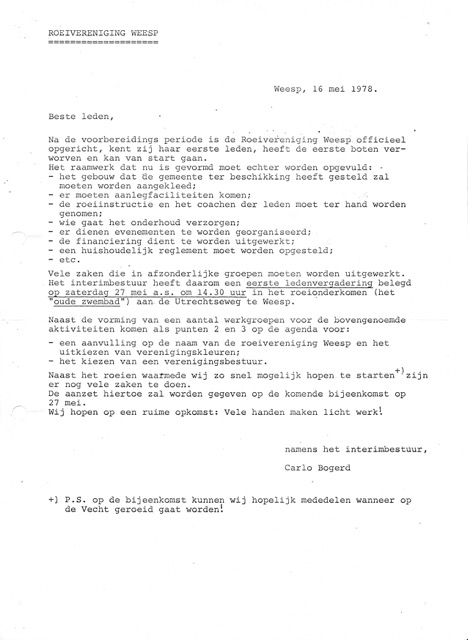 ROEIVERENIGING WEESP
====================
Weesp, 16 mei 1978.
Beste leden,
Na de voorbereidings periode is de Roeivereniging Weesp officieel
opgericht, kent zij haar eerste leden, heeft de eerste boten ver-
worven en kan van start gaan.
Het raamwerk dat nu is gevormd moet echter worden opgevuld:
- het gebouw dat de gemeente ter beschikking heeft gesteld zal
moeten worden aangekleed;
- er moeten aanlegfaciliteiten komen;
- de roeiinstructie en het coachen der leden moet ter hand worden
genomen;
- wie gaat het onderhoud verzorgen;
- er dienen evenementen te worden georganiseerd;
- de financiering dient te worden uitgewerkt;
- een huishoudelijk reglement moet worden opgesteld;
- etc.
Vele zaken die in afzonderlijke groepen moeten worden uitgewerkt.
Het interimbestuur heeft daarom een eerste ledenvergadering belegd
op zaterdag 27 mei a.s. om 14.30 uur in het roeionderkomen (het
"oude zwembad") aan de Utrechtseweg te Weesp.
Naast de vorming van een aantal werkgroepen voor de bovengenoemde
aktiviteiten komen als punten 2 en 3 op de agenda voor:
- een aanvulling op de naam van de roeivereniging Weesp en het
uitkiezen van verenigingskleuren;
- het kiezen van een verenigingsbestuur.
Naast het roeien waarmede wij zo snel mogelijk hopen te starten+) zijn
er nog vele zaken te doen.
De aanzet hiertoe zal worden gegeven op de komende bijeenkomst op
27 mei.
Wij hopen op een ruime opkomst: Vele handen maken licht werk!
namens het interimbestuur,
Carlo Bogerd
+) P.S. op de bijeenkomst kunnen wij hopelijk mededelen wanneer op
de Vecht geroeid gaat worden!